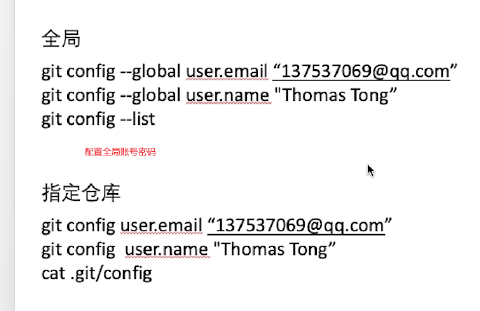 全局
git config --global user.email “137537069@qq.com”
git config --global user.name "Thomas Tong”
git config --list
配置全局账号密码
指定仓库
git config user.email “137537069@qq.com”
git config  user.name "Thomas Tong”
cat .git/config